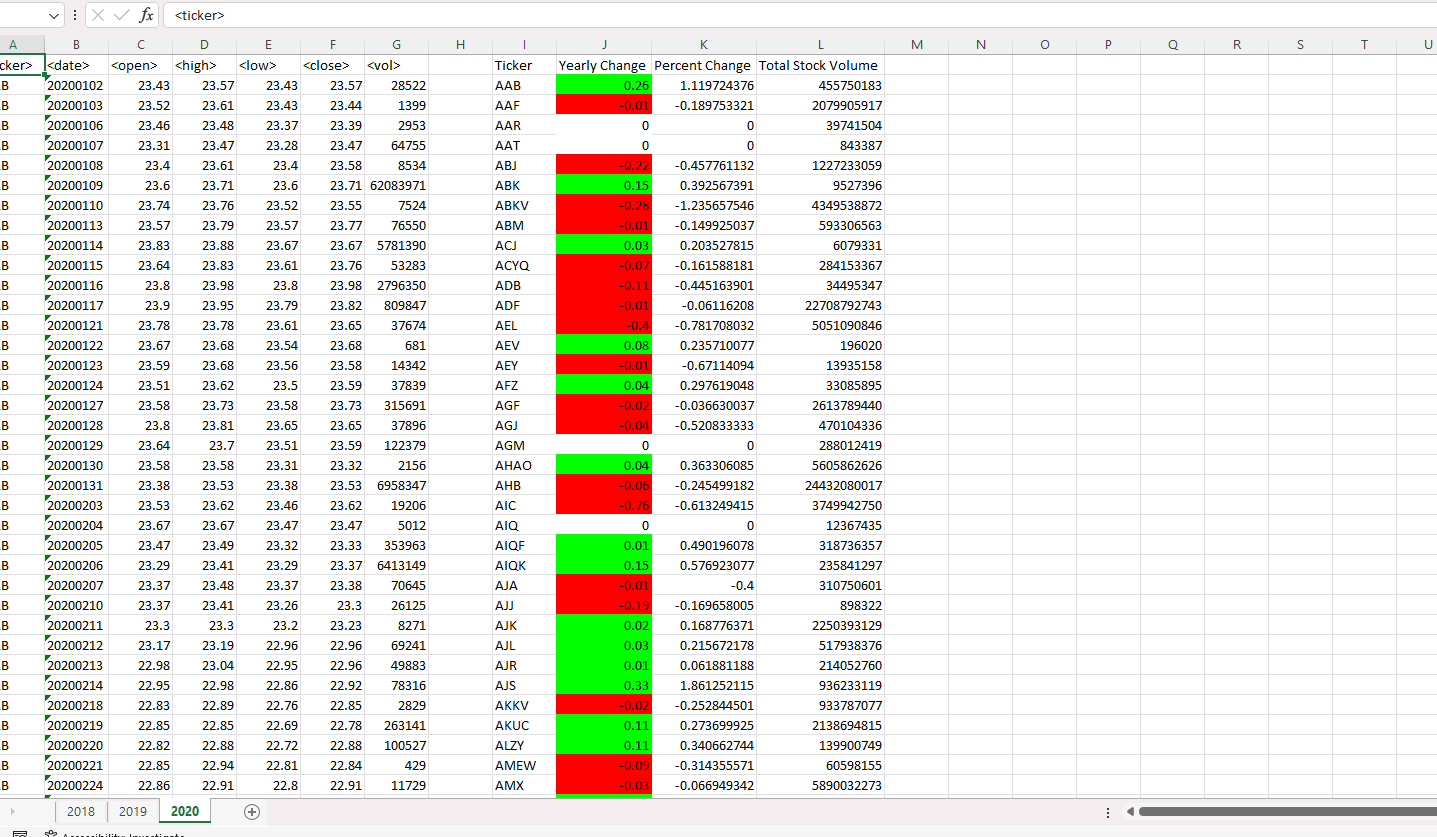 fx <ticker>
A B C D E F G H I J K L M N O P Q R S T U
cker> <date> <open> <high> <low> <close> <vol> Ticker Yearly Change Percent Change Total Stock Volume
B 20200102 23.43 23.57 23.43 23.57 28522 AAB 0.26 1.119724376 455750183
B 20200103 23.52 23.61 23.43 23.44 1399 AAF -0.01 -0.189753321 2079905917
B 20200106 23.46 23.48 23.37 23.39 2953 AAR 0 0 39741504
B 20200107 23.31 23.47 23.28 23.47 64755 AAT 0 0 843387
B 20200108 23.4 23.61 23.4 23.58 8534 ABJ -0.22 -0.457761132 1227233059
B 20200109 23.6 23.71 23.6 23.71 62083971 ABK 0.15 0.392567391 9527396
B 20200110 23.74 23.76 23.52 23.55 7524 ABKV -0.28 -1.235657546 4349538872
B 20200113 23.57 23.79 23.57 23.77 76550 ABM -0.01 -0.149925037 593306563
B 20200114 23.83 23.88 23.67 23.67 5781390 ACJ 0.03 0.203527815 6079331
B 20200115 23.64 23.83 23.61 23.76 53283 ACYQ -0.07 -0.161588181 284153367
B 20200116 23.8 23.98 23.8 23.98 2796350 ADB -0.11 -0.445163901 34495347
B 20200117 23.9 23.95 23.79 23.82 809847 ADF -0.01 -0.06116208 22708792743
B 20200121 23.78 23.78 23.61 23.65 37674 AEL -0.4 -0.781708032 5051090846
B 20200122 23.67 23.68 23.54 23.68 681 AEV 0.08 0.235710077 196020
B 20200123 23.59 23.68 23.56 23.58 14342 AEY -0.01 -0.67114094 13935158
B 20200124 23.51 23.62 23.5 23.59 37839 AFZ 0.04 0.297619048 33085895
B 20200127 23.58 23.73 23.58 23.73 315691 AGF -0.02 -0.036630037 2613789440
B 20200128 23.8 23.81 23.65 23.65 37896 AGJ -0.04 -0.520833333 470104336
B 20200129 23.64 23.7 23.51 23.59 122379 AGM 0 0 288012419
B 20200130 23.58 23.58 23.31 23.32 2156 AHAO 0.04 0.363306085 5605862626
B 20200131 23.38 23.53 23.38 23.53 6958347 AHB -0.06 -0.245499182 24432080017
B 20200203 23.53 23.62 23.46 23.62 19206 AIC -0.76 -0.613249415 3749942750
B 20200204 23.67 23.67 23.47 23.47 5012 AIQ 0 0 12367435
B 20200205 23.47 23.49 23.32 23.33 353963 AIQF 0.01 0.490196078 318736357
B 20200206 23.29 23.41 23.29 23.37 6413149 AIQK 0.15 0.576923077 235841297
B 20200207 23.37 23.48 23.37 23.38 70645 AJA -0.01 -0.4 310750601
B 20200210 23.37 23.41 23.26 23.3 26125 AJJ -0.19 -0.169658005 898322
B 20200211 23.3 23.3 23.2 23.23 8271 AJK 0.02 0.168776371 2250393129
B 20200212 23.17 23.19 22.96 22.96 69241 AJL 0.03 0.215672178 517938376
B 20200213 22.98 23.04 22.95 22.96 49883 AJR 0.01 0.061881188 214052760
B 20200214 22.95 22.98 22.86 22.92 78316 AJS 0.33 1.861252115 936233119
B 20200218 22.83 22.89 22.76 22.85 2829 AKKV -0.02 -0.252844501 933787077
B 20200219 22.85 22.85 22.69 22.78 263141 AKUC 0.11 0.273699925 2138694815
B 20200220 22.82 22.88 22.72 22.88 100527 ALZY 0.11 0.340662744 139900749
B 20200221 22.85 22.94 22.81 22.84 429 AMEW -0.09 -0.314355571 60598155
B 20200224 22.86 22.91 22.8 22.91 11729 AMX -0.03 -0.066949342 5890032273
2018 2019 2020
Accessibility: Investigate